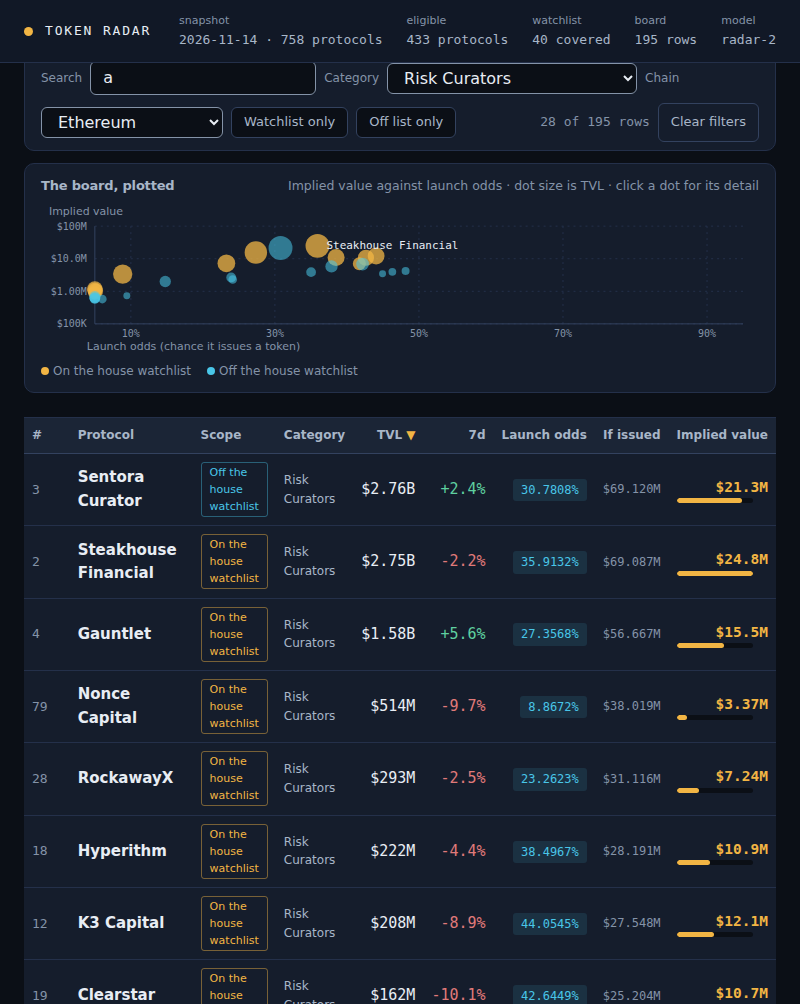 TOKEN RADAR
snapshot
2026-11-14 · 758 protocols
eligible
433 protocols
watchlist
40 covered
board
195 rows
model
radar-2
Search a Category Risk Curators Chain
Ethereum Watchlist only Off list only 28 of 195 rows Clear filters
The board, plotted
Implied value against launch odds · dot size is TVL · click a dot for its detail
Implied value
$100M
Steakhouse Financial
$10.0M
$1.00M
$100K
10% 30% 50% 70% 90%
Launch odds (chance it issues a token)
On the house watchlist Off the house watchlist
# Protocol Scope Category TVL ▼ 7d Launch odds If issued Implied value
3 Sentora Curator Off the house watchlist Risk Curators $2.76B +2.4% 30.7808% $69.120M $21.3M
2 Steakhouse Financial On the house watchlist Risk Curators $2.75B -2.2% 35.9132% $69.087M $24.8M
4 Gauntlet On the house watchlist Risk Curators $1.58B +5.6% 27.3568% $56.667M $15.5M
79 Nonce Capital On the house watchlist Risk Curators $514M -9.7% 8.8672% $38.019M $3.37M
28 RockawayX On the house watchlist Risk Curators $293M -2.5% 23.2623% $31.116M $7.24M
18 Hyperithm On the house watchlist Risk Curators $222M -4.4% 38.4967% $28.191M $10.9M
12 K3 Capital On the house watchlist Risk Curators $208M -8.9% 44.0545% $27.548M $12.1M
19 Clearstar On the house Risk Curators $162M -10.1% 42.6449% $25.204M $10.7M